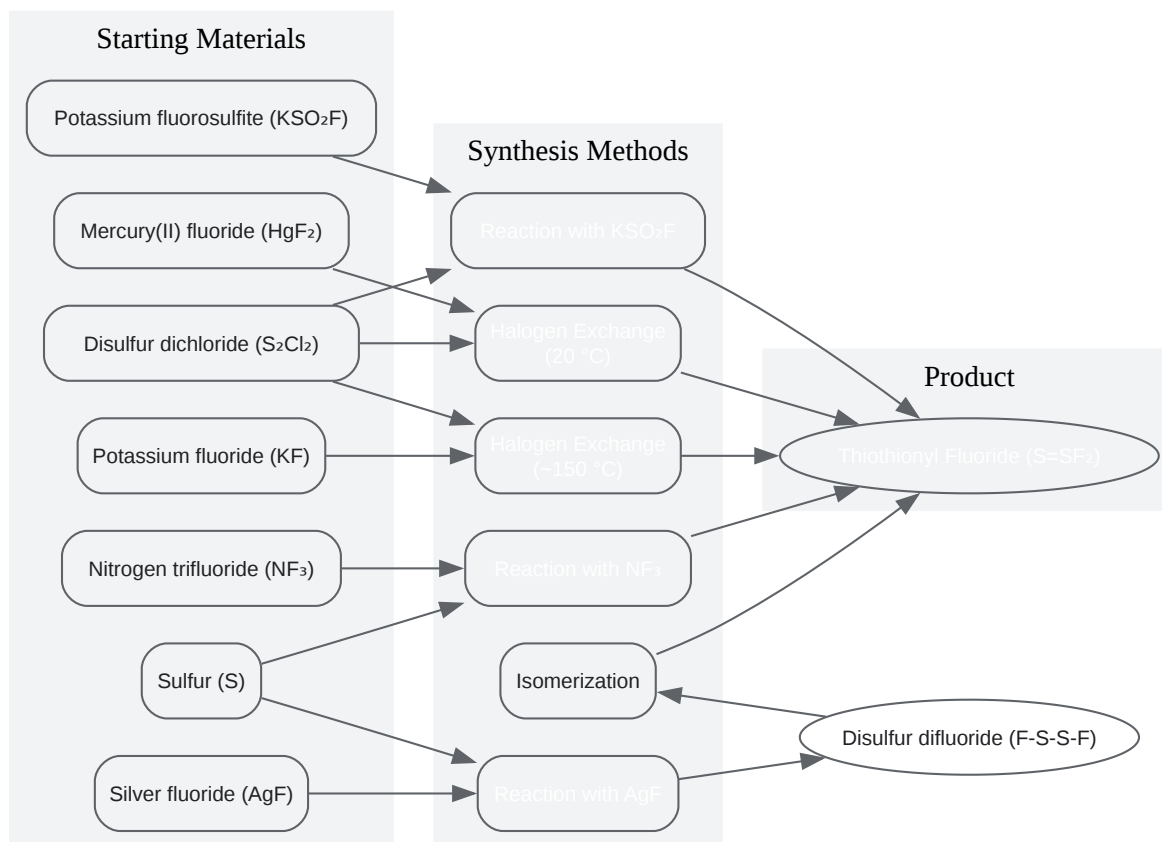 Starting Materials
Potassium fluorosulfite (KSO₂F)
Mercury(II) fluoride (HgF₂)
Disulfur dichloride (S₂Cl₂)
Potassium fluoride (KF)
Nitrogen trifluoride (NF₃)
Sulfur (S)
Silver fluoride (AgF)
Synthesis Methods
Reaction with KSO₂F
Halogen Exchange
(20 °C)
Halogen Exchange
(~150 °C)
Reaction with NF₃
Isomerization
Reaction with AgF
Product
Thiothionyl Fluoride (S=SF₂)
Disulfur difluoride (F-S-S-F)